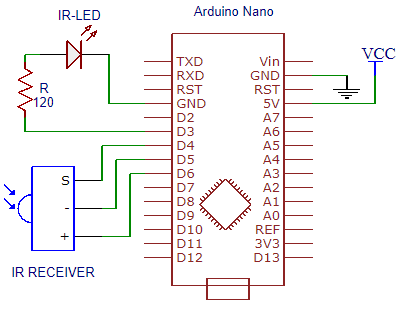 IR-LED
Arduino Nano
R
120
TXD
RXD
RST
GND
D2
D3
D4
D5
D6
D7
D8
D9
D10
D11
D12
Vin
GND
RST
5V
A7
A6
A5
A4
A3
A2
A1
A0
REF
3V3
D13
VCC
S
-
+
IR RECEIVER